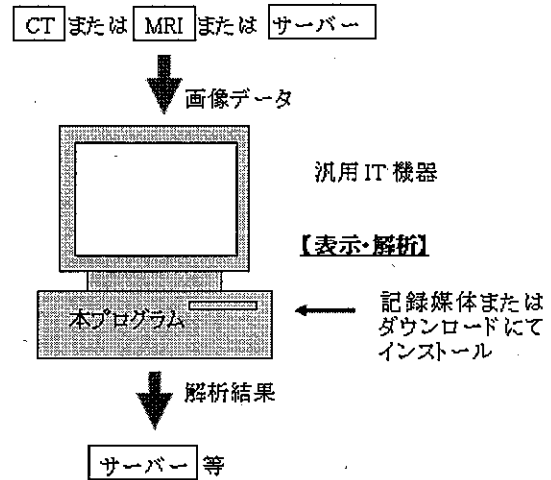 CT または MRI または サーバー
画像データ
汎用IT機器
【表示・解析】
本プログラム
記録媒体または
ダウンロードにて
インストール
解析結果
サーバー 等